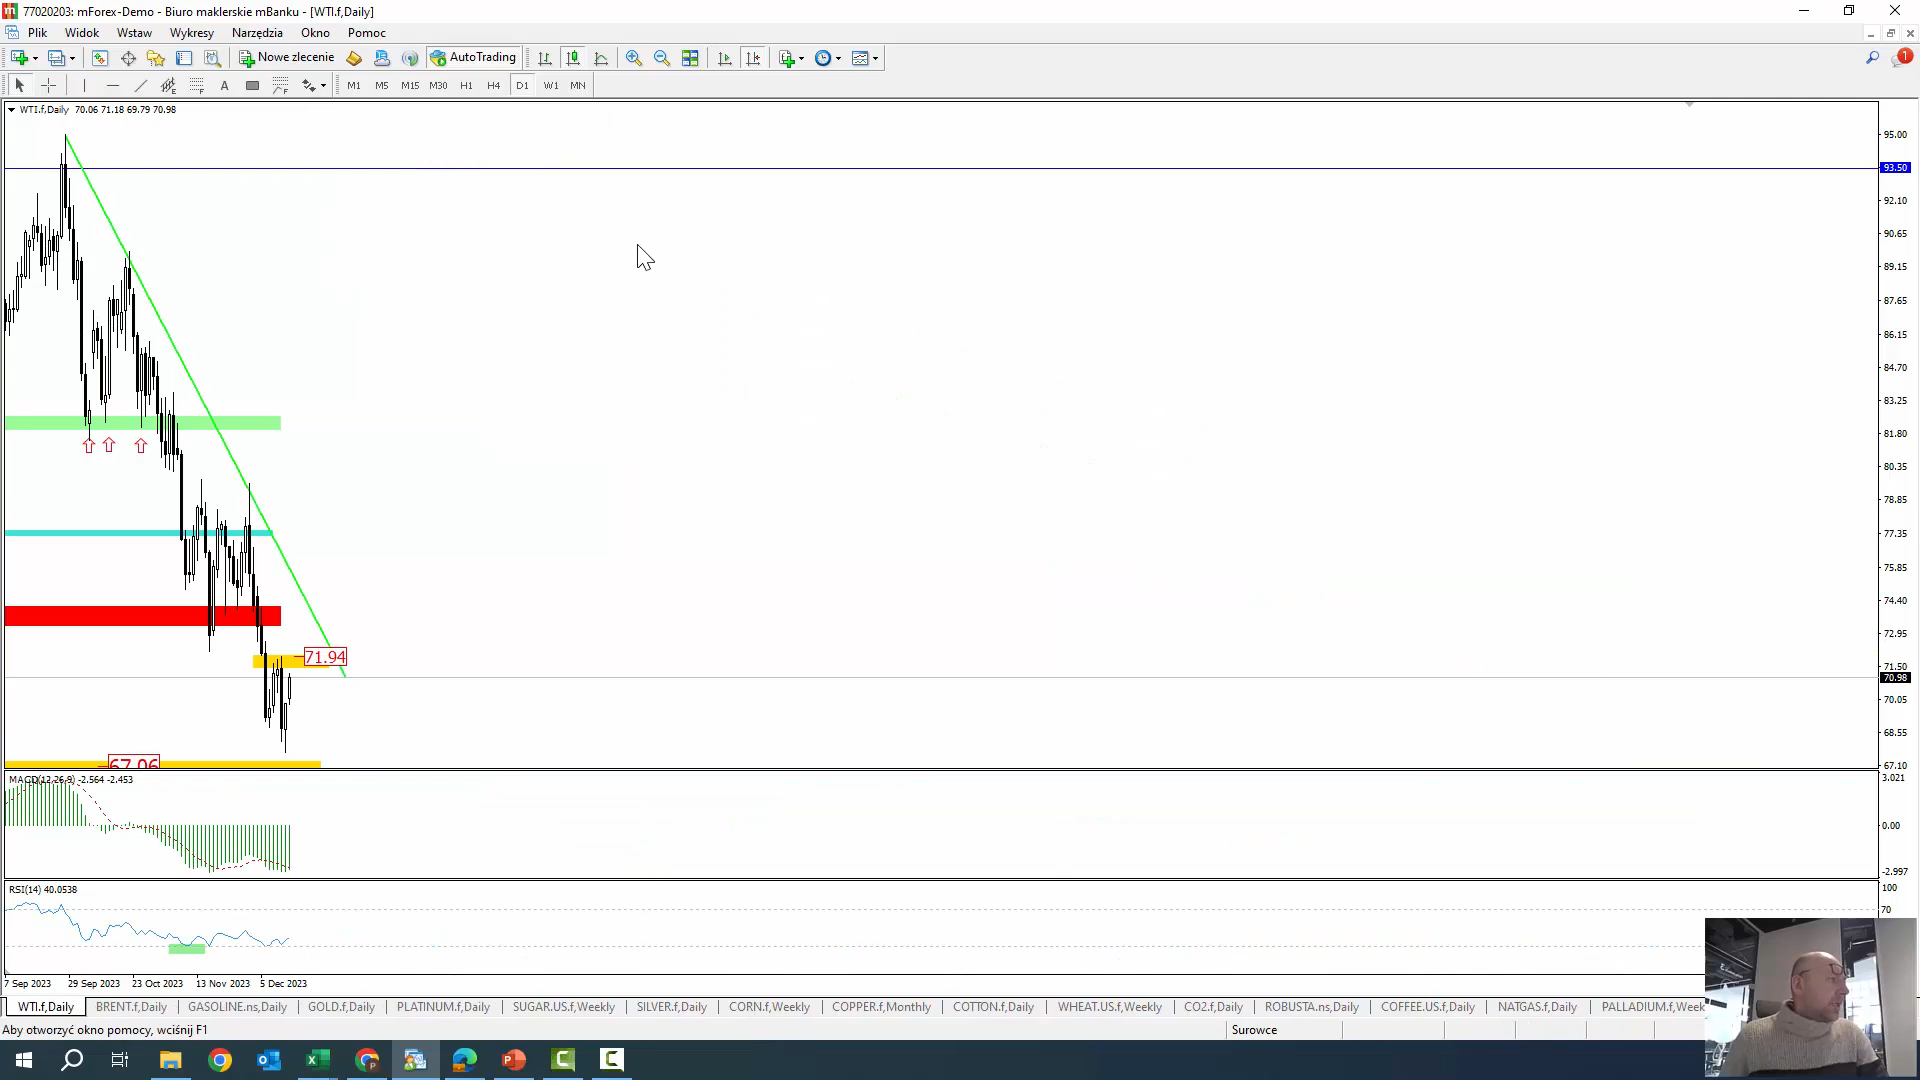 77020203: mForex-Demo - Biuro maklerskie mBanku - [WTI.f,Daily]
Plik Widok Wstaw Wykresy Narzędzia Okno Pomoc
Nowe zlecenie AutoTrading 1
A M1 M5 M15 M30 H1 H4 D1 W1 MN
WTI.f,Daily 70.06 71.18 69.79 70.98
95.00
93.50
92.10
90.65
89.15
87.65
86.15
84.70
83.25
81.80
80.35
78.85
77.35
75.85
74.40
72.95
71.94
71.50
70.98
70.05
68.55
67.06
67.10
MACD(12,26,9) -2.564 -2.453
3.021
0.00
-2.997
RSI(14) 40.0538
100
70
7 Sep 2023 29 Sep 2023 23 Oct 2023 13 Nov 2023 5 Dec 2023
WTI.f,Daily BRENT.f,Daily GASOLINE.ns,Daily GOLD.f,Daily PLATINUM.f,Daily SUGAR.US.f,Weekly SILVER.f,Daily CORN.f,Weekly COPPER.f,Monthly COTTON.f,Daily WHEAT.US.f,Weekly CO2.f,Daily ROBUSTA.ns,Daily COFFEE.US.f,Daily NATGAS.f,Daily PALLADIUM.f,Week
Aby otworzyć okno pomocy, wciśnij F1 Surowce